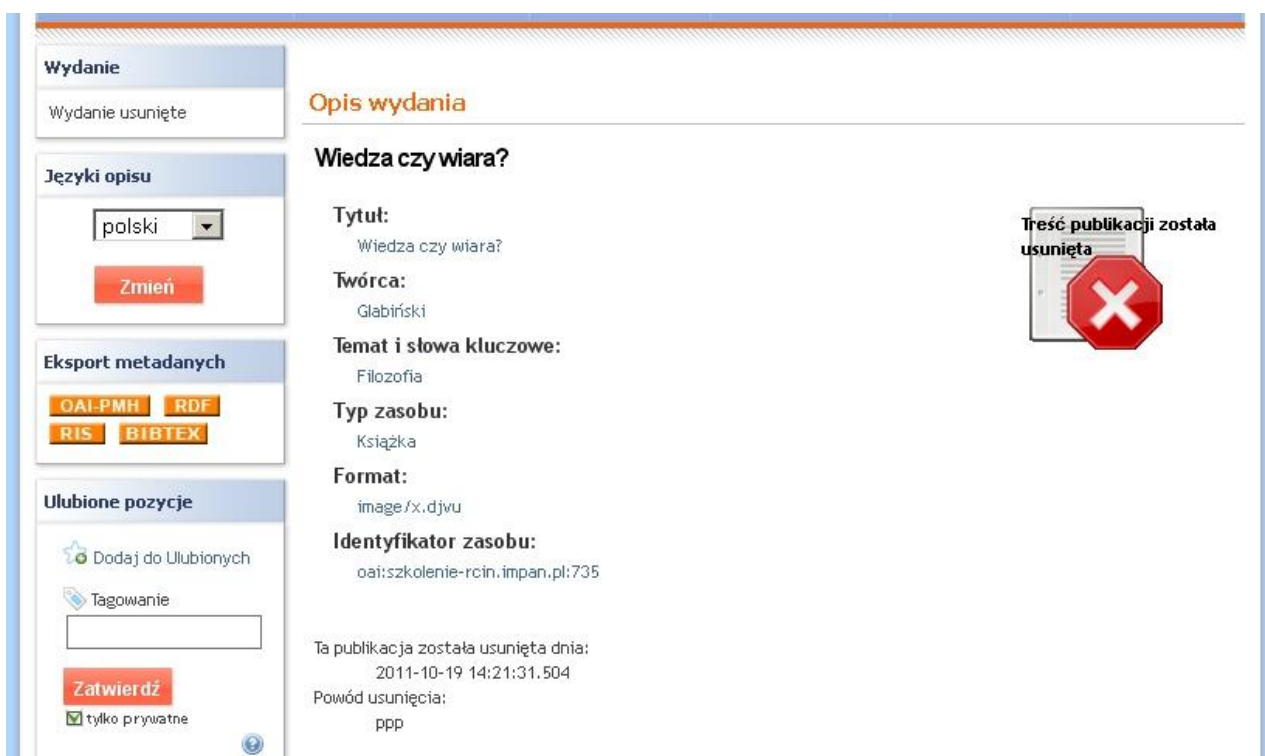 Wydanie
Wydanie usunięte
Języki opisu
polski
Zmień
Eksport metadanych
OAI-PMH RDF
RIS BIBTEX
Ulubione pozycje
Dodaj do Ulubionych
Tagowanie
Zatwierdź
tylko prywatne
Opis wydania
Wiedza czy wiara?
Tytuł:
Wiedza czy wiara?
Twórca:
Glabiński
Temat i słowa kluczowe:
Filozofia
Typ zasobu:
Książka
Format:
image/x.djvu
Identyfikator zasobu:
oai:szkolenie-rcin.impan.pl:735
Treść publikacji została
usunięta
Ta publikacja została usunięta dnia:
2011-10-19 14:21:31.504
Powód usunięcia:
ppp